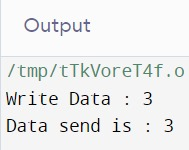 Output
/tmp/tTkVoreT4f.o
Write Data : 3
Data send is : 3